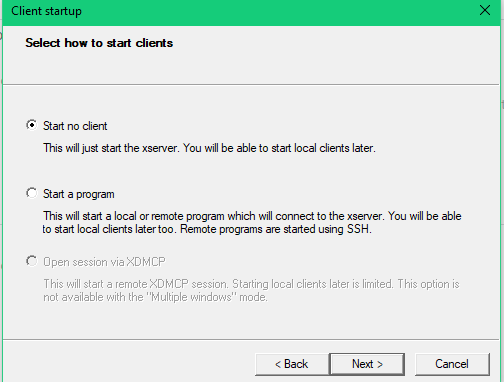 Client startup
Select how to start clients
Start no client
This will just start the xserver. You will be able to start local clients later.
Start a program
This will start a local or remote program which will connect to the xserver. You will be able
to start local clients later too. Remote programs are started using SSH.
Open session via XDMCP
This will start a remote XDMCP session. Starting local clients later is limited. This option is
not available with the "Multiple windows" mode.
< Back
Next >
Cancel